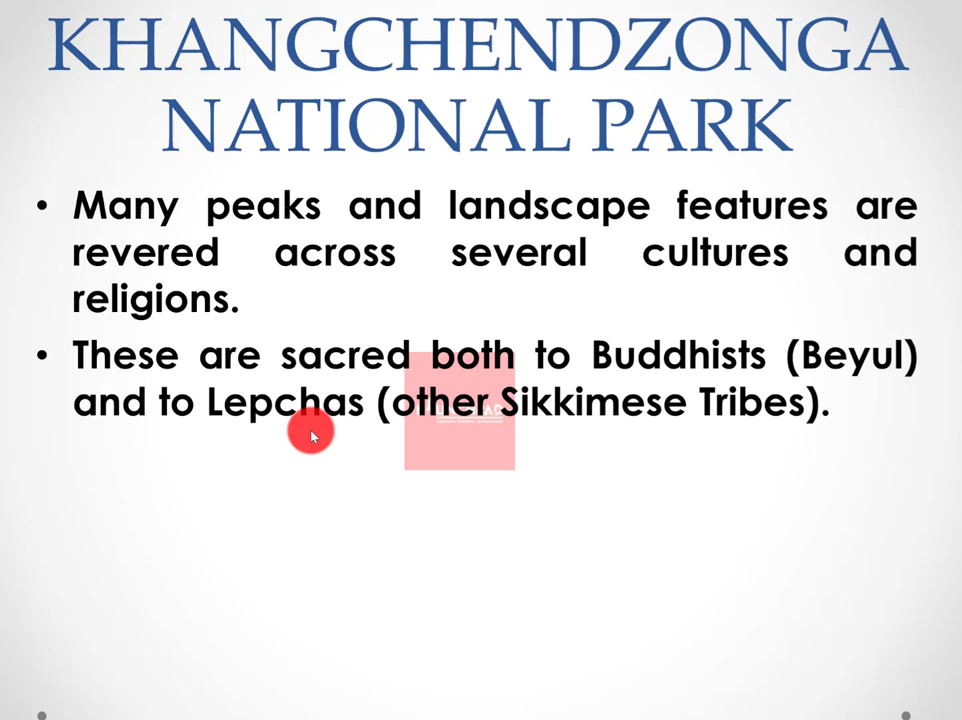 KHANGCHENDZONGA
NATIONAL PARK
• Many peaks and landscape features are
revered across several cultures and
religions.
• These are sacred both to Buddhists (Beyul)
and to Lepchas (other Sikkimese Tribes).